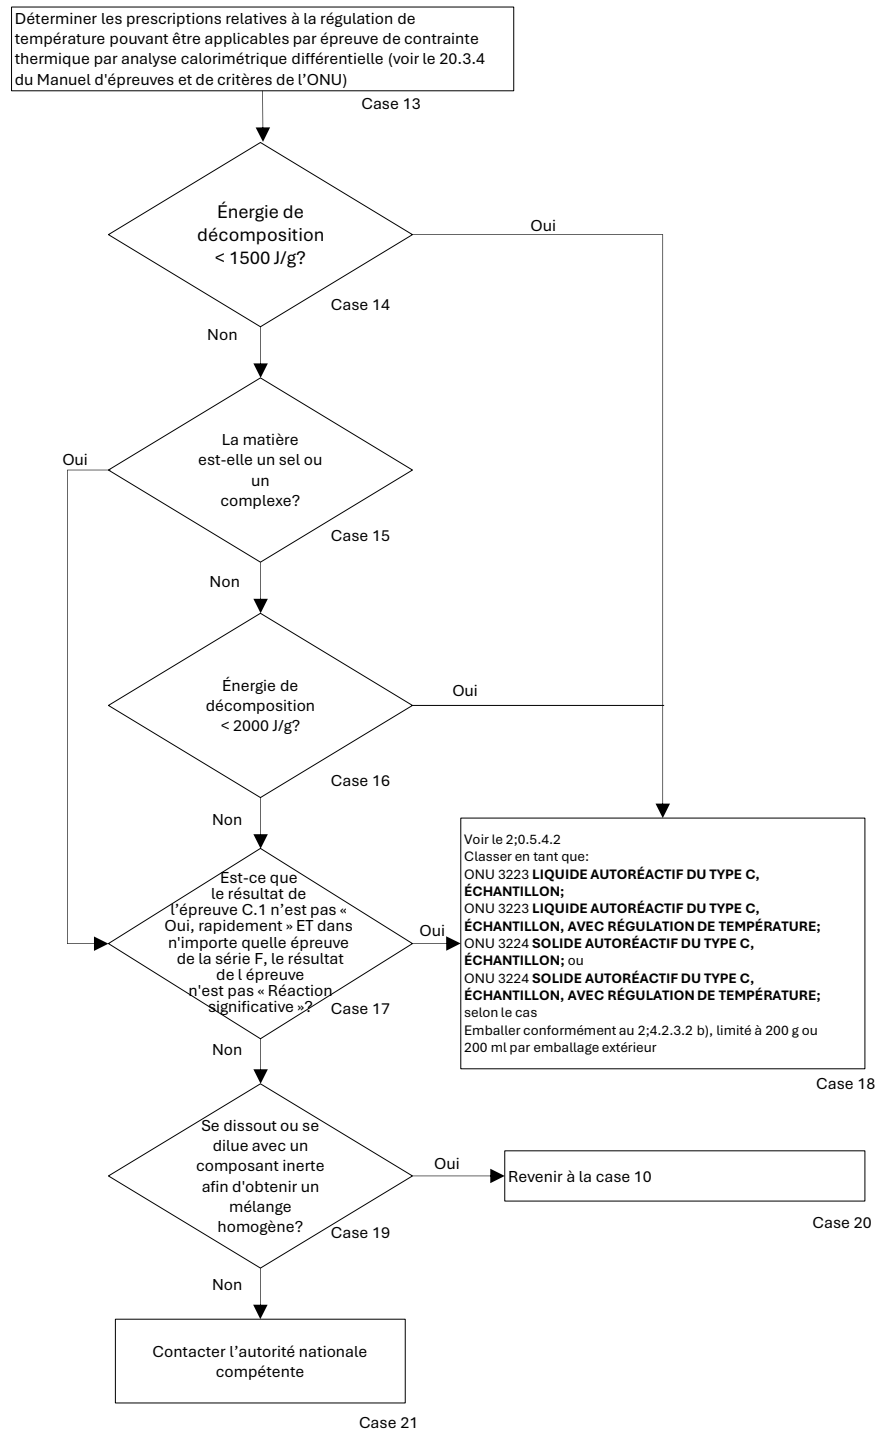 Déterminer les prescriptions relatives à la régulation de
température pouvant être applicables par épreuve de contrainte
thermique par analyse calorimétrique différentielle (voir le 20.3.4
du Manuel d'épreuves et de critères de l’ONU)
Case 13
Énergie de
décomposition
< 1500 J/g?
Oui
Case 14
Non
La matière
est-elle un sel ou
un
complexe?
Oui
Case 15
Non
Énergie de
décomposition
< 2000 J/g?
Oui
Case 16
Non
Est-ce que
le résultat de
l’épreuve C.1 n’est pas «
Oui, rapidement » ET dans
n'importe quelle épreuve
de la série F, le résultat
de l épreuve
n'est pas « Réaction
significative »?
Oui
Case 17
Non
Voir le 2;0.5.4.2
Classer en tant que:
ONU 3223 LIQUIDE AUTORÉACTIF DU TYPE C,
ÉCHANTILLON;
ONU 3223 LIQUIDE AUTORÉACTIF DU TYPE C,
ÉCHANTILLON, AVEC RÉGULATION DE TEMPÉRATURE;
ONU 3224 SOLIDE AUTORÉACTIF DU TYPE C,
ÉCHANTILLON; ou
ONU 3224 SOLIDE AUTORÉACTIF DU TYPE C,
ÉCHANTILLON, AVEC RÉGULATION DE TEMPÉRATURE;
selon le cas
Emballer conformément au 2;4.2.3.2 b), limité à 200 g ou
200 ml par emballage extérieur
Case 18
Se dissout ou se
dilue avec un
composant inerte
afin d'obtenir un
mélange
homogène?
Oui
Case 19
Revenir à la case 10
Case 20
Non
Contacter l’autorité nationale
compétente
Case 21